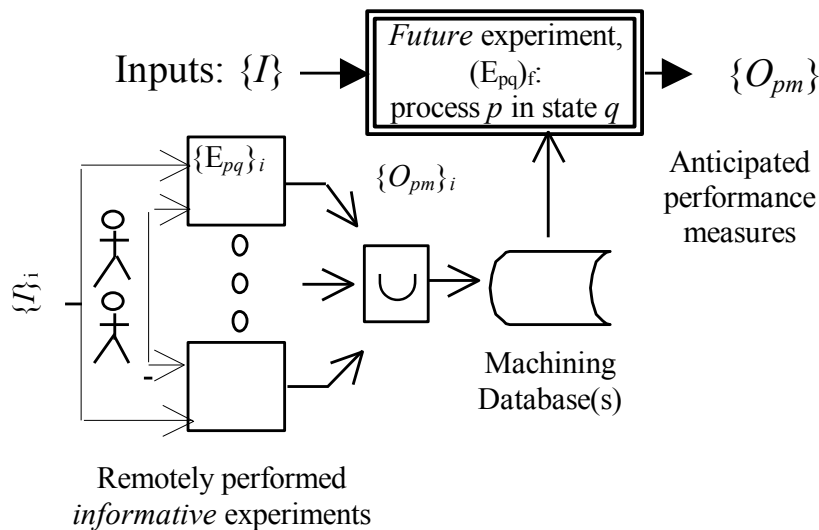 Inputs: {I}
Future experiment,
(Epq)f:
process p in state q
{Opm}
{Epq}i
{Opm}i
Anticipated
performance
measures
{I}i
∪
Machining
Database(s)
Remotely performed
informative experiments